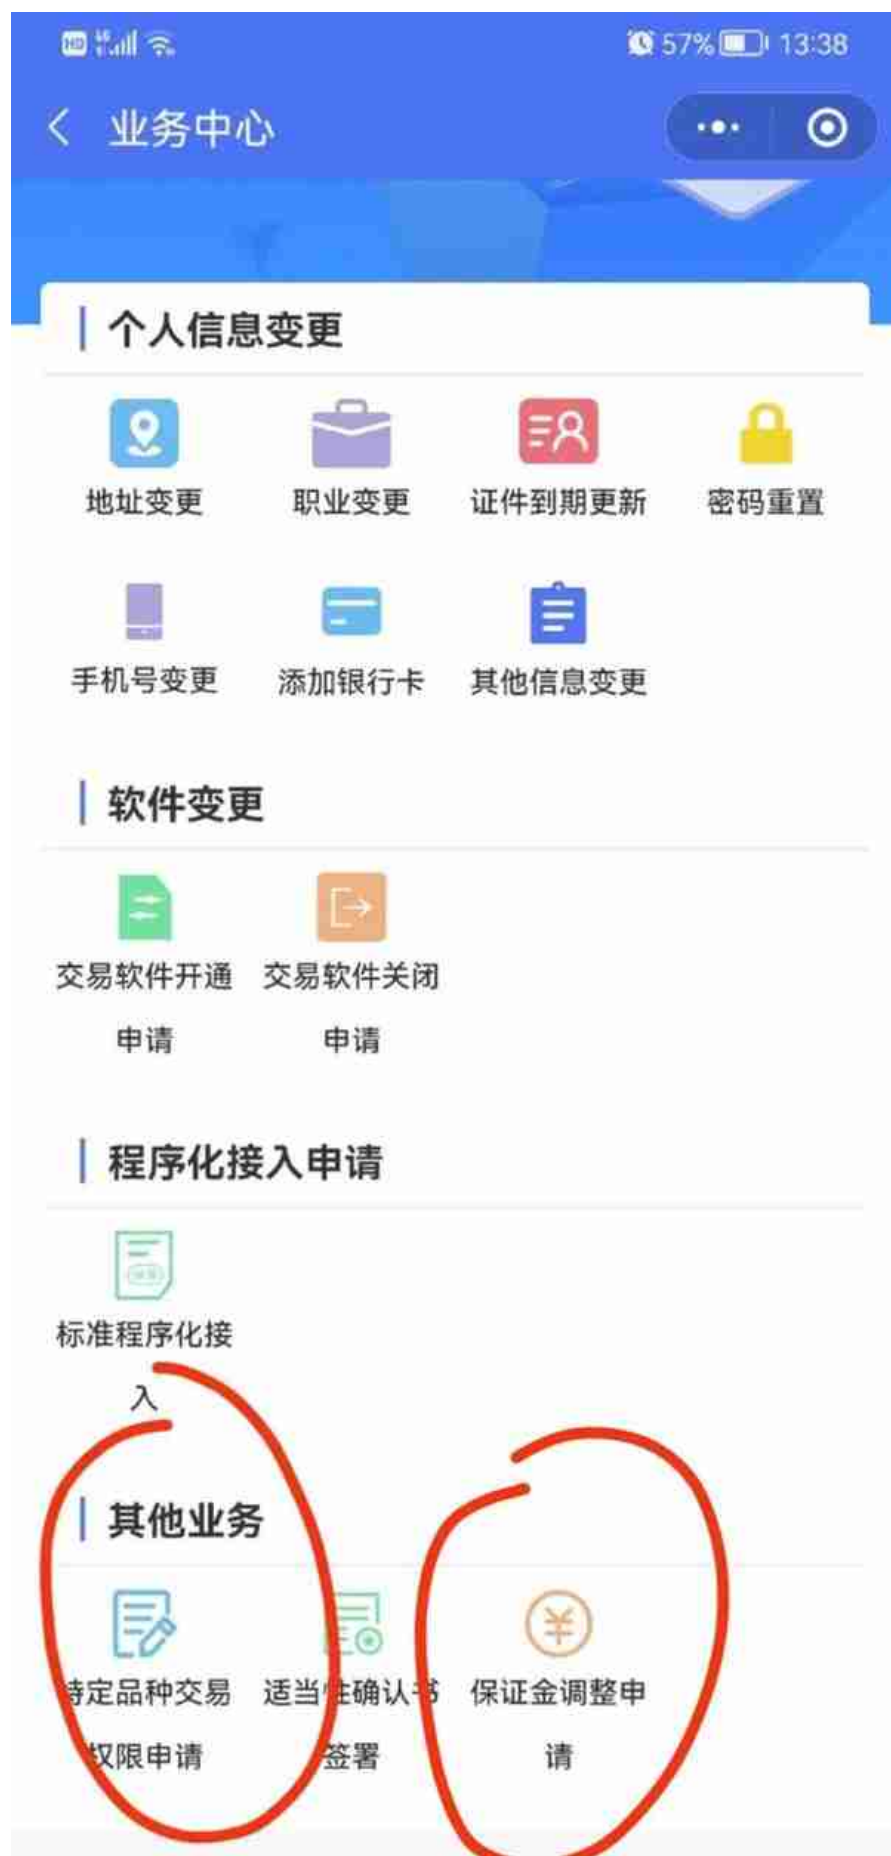 HD 57% 13:38
业务中心
个人信息变更
地址变更 职业变更 证件到期更新 密码重置
手机号变更 添加银行卡 其他信息变更
软件变更
交易软件开通 交易软件关闭
申请 申请
程序化接入申请
标准程序化接
入
其他业务
特定品种交易 适当性确认书 保证金调整申
权限申请 签署 请